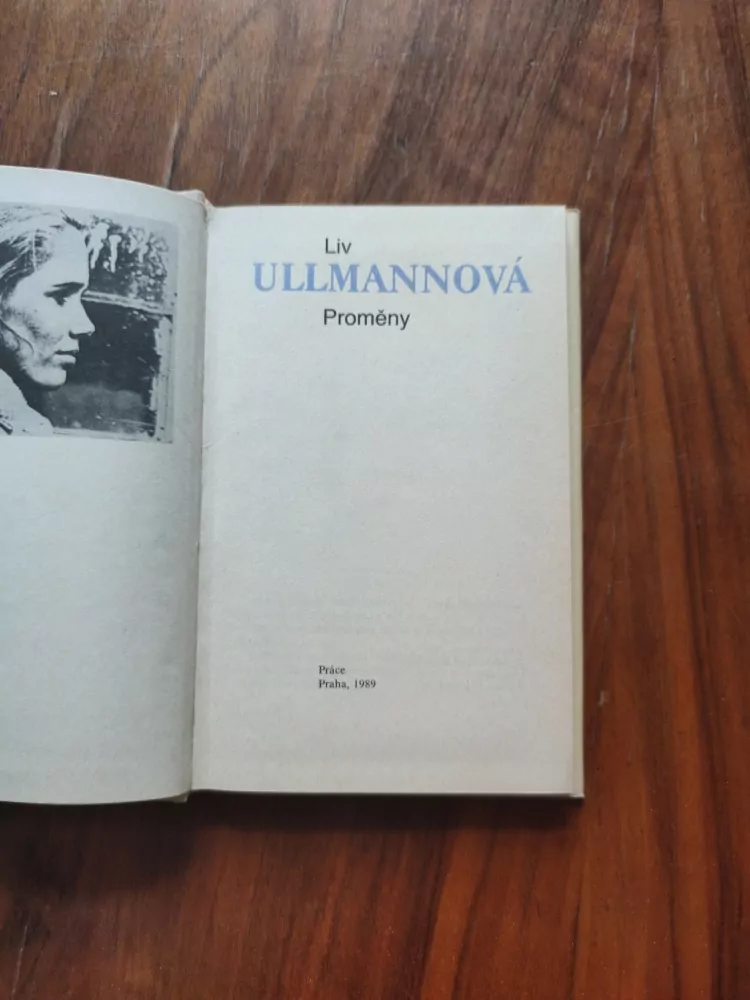 Liv
ULLMANNOVÁ
Proměny
Práce
Praha, 1989